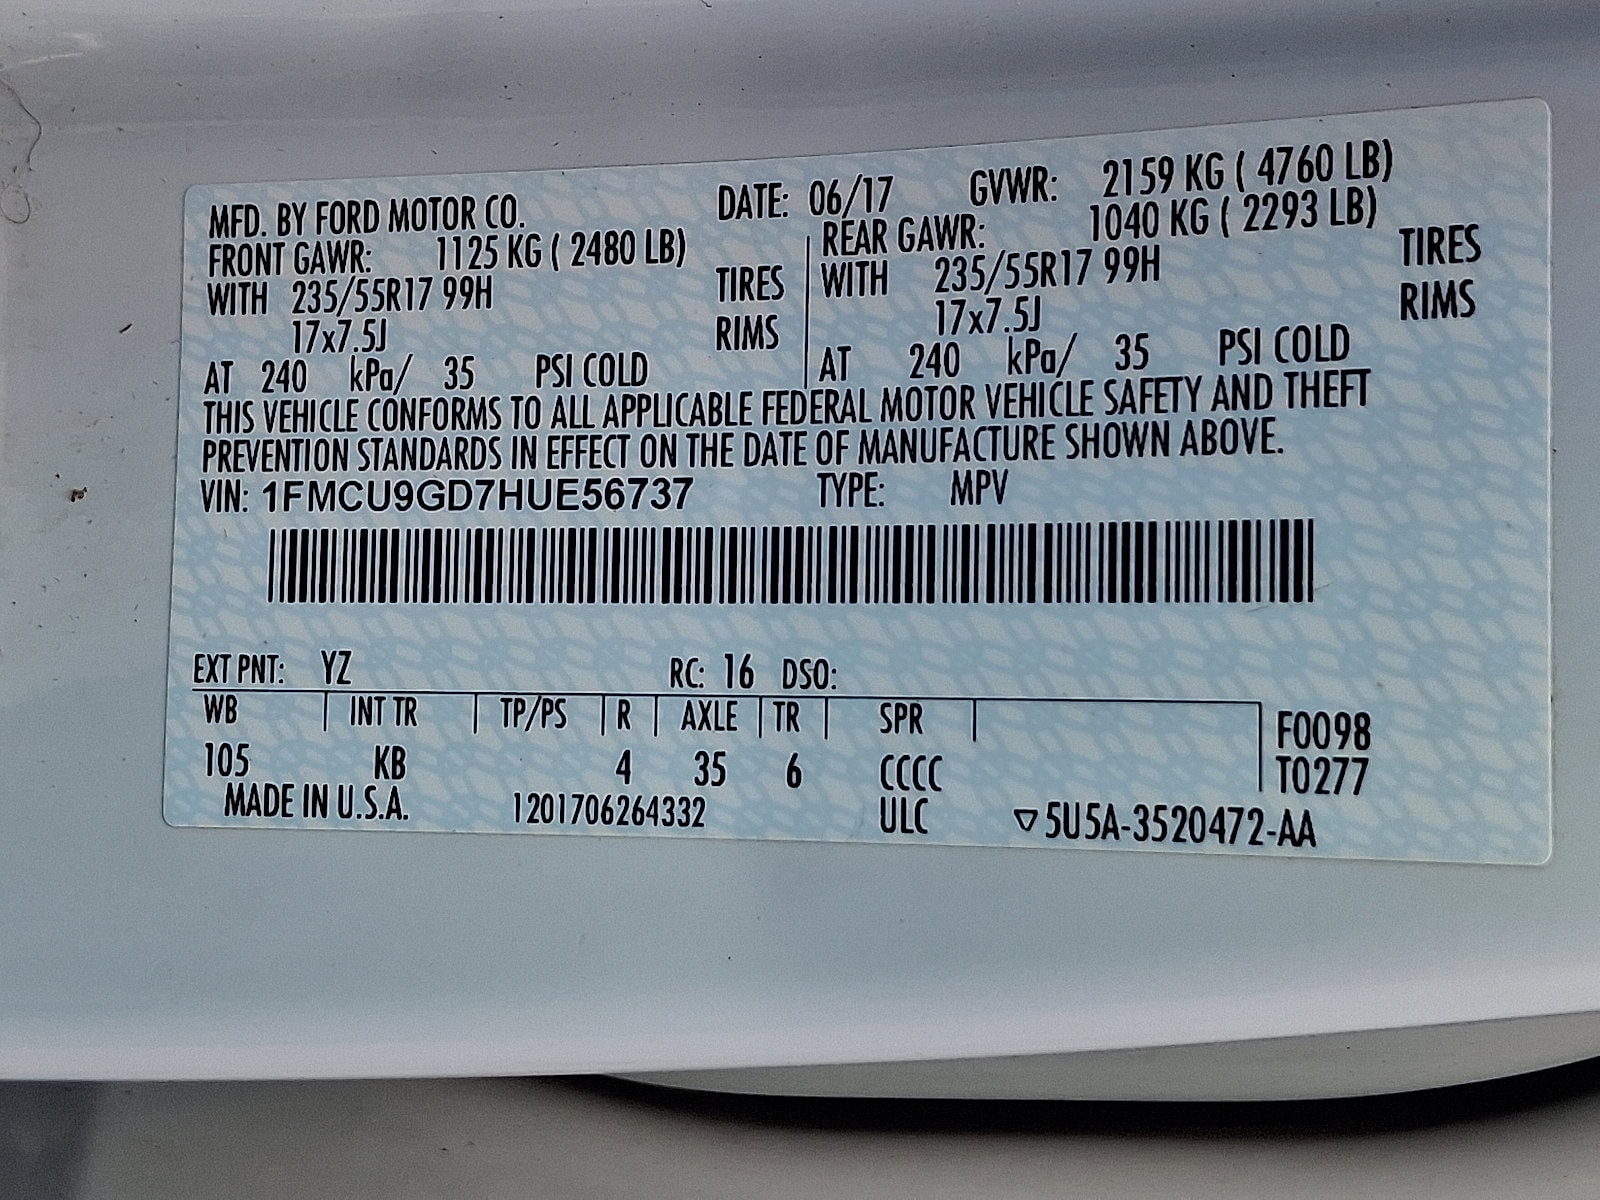 MFD. BY FORD MOTOR CO. DATE: 06/17 GVWR: 2159 KG ( 4760 LB)
FRONT GAWR: 1125 KG ( 2480 LB) REAR GAWR: 1040 KG ( 2293 LB)
WITH 235/55R17 99H TIRES WITH 235/55R17 99H TIRES
17x7.5J RIMS 17x7.5J RIMS
AT 240 kPa/ 35 PSI COLD AT 240 kPa/ 35 PSI COLD
THIS VEHICLE CONFORMS TO ALL APPLICABLE FEDERAL MOTOR VEHICLE SAFETY AND THEFT
PREVENTION STANDARDS IN EFFECT ON THE DATE OF MANUFACTURE SHOWN ABOVE.
VIN: 1FMCU9GD7HUE56737 TYPE: MPV
EXT PNT: YZ RC: 16 DSO:
WB INT TR TP/PS R AXLE TR SPR F0098
105 KB 4 35 6 CCCC T0277
MADE IN U.S.A. 1201706264332 ULC ▽5U5A-3520472-AA